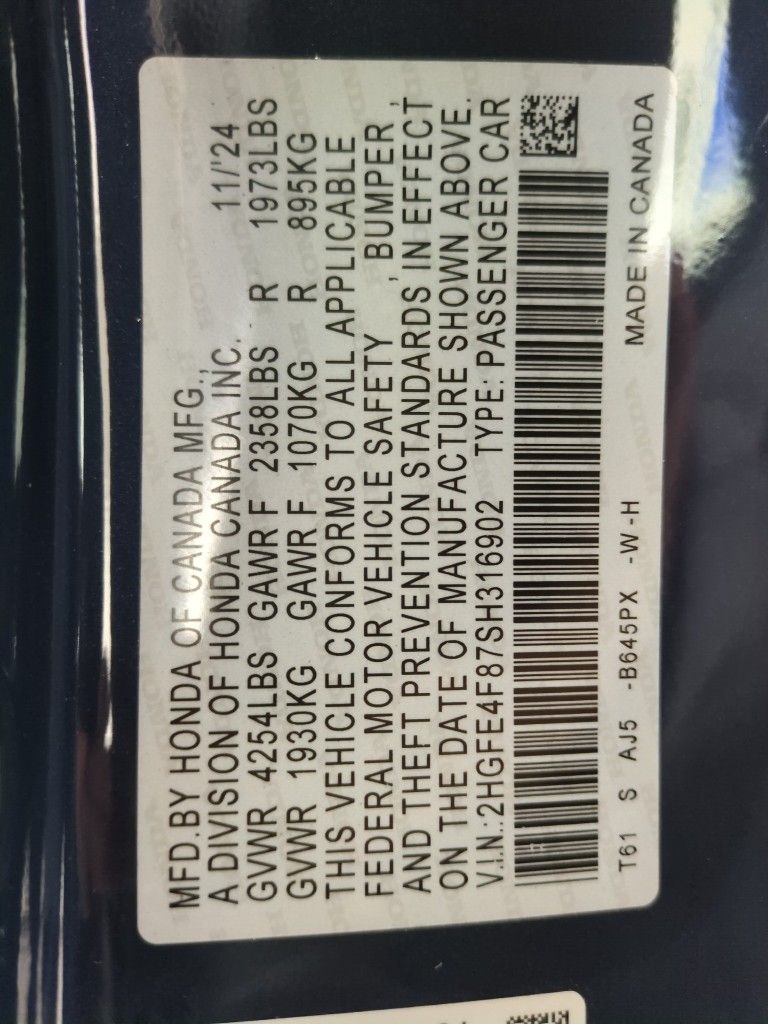 MFD.BY HONDA OF CANADA MFG.,
A DIVISION OF HONDA CANADA INC. 11/'24
GVWR 4254LBS GAWR F 2358LBS R 1973LBS
GVWR 1930KG GAWR F 1070KG R 895KG
THIS VEHICLE CONFORMS TO ALL APPLICABLE
FEDERAL MOTOR VEHICLE SAFETY , BUMPER ,
AND THEFT PREVENTION STANDARDS IN EFFECT
ON THE DATE OF MANUFACTURE SHOWN ABOVE.
V.I.N.:2HGFE4F87SH316902 TYPE: PASSENGER CAR
T61 S AJ5 -B645PX -W-H MADE IN CANADA